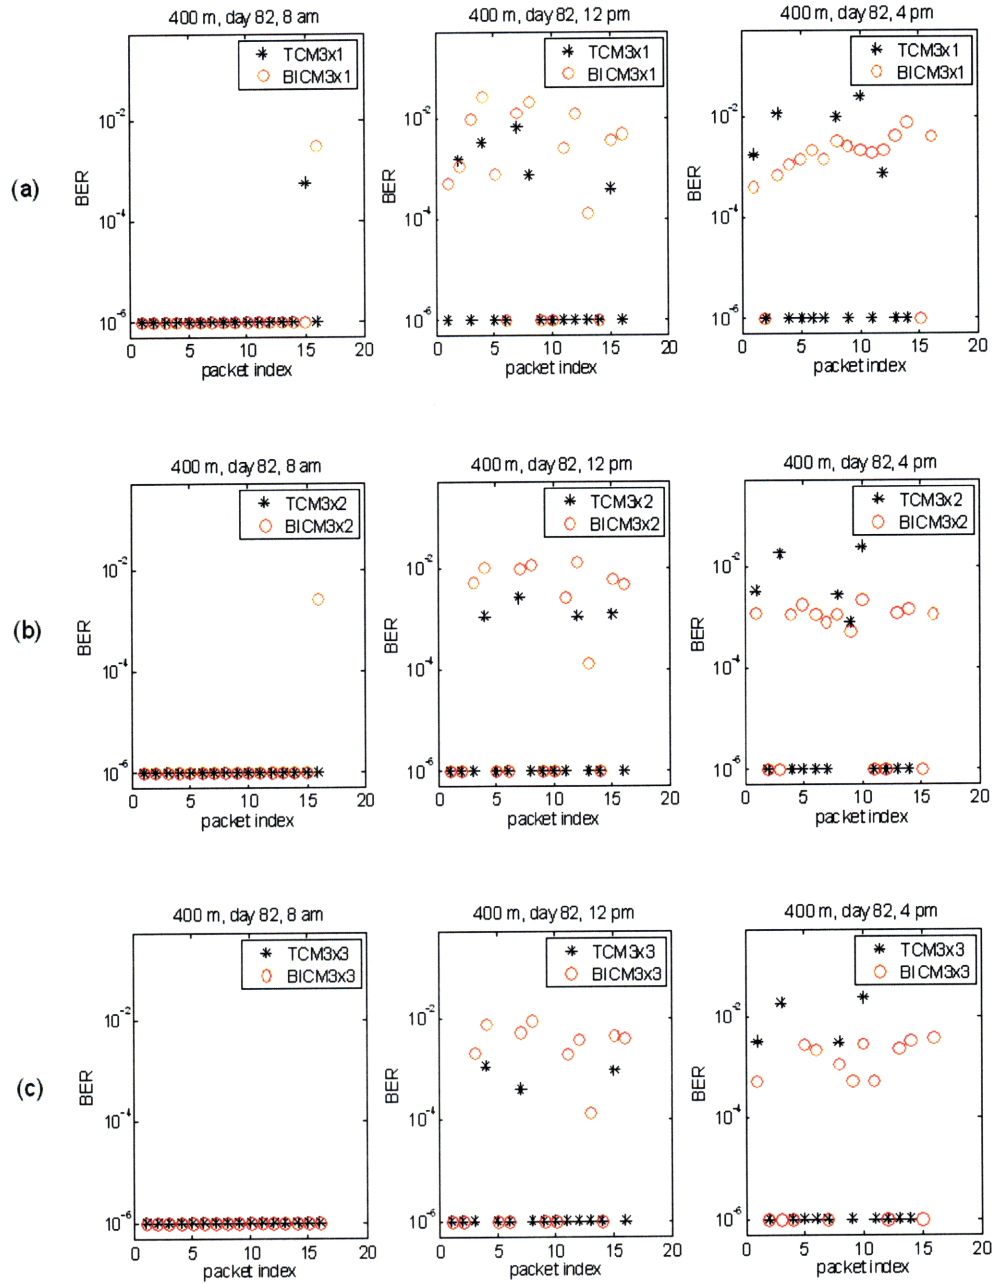 400 m, day 82, 8 am
TCM3x1
BICM3x1
10^-2
10^-4
10^-6
BER
0 5 10 15 20
packet index
400 m, day 82, 12 pm
TCM3x1
BICM3x1
10^-2
10^-4
10^-6
BER
0 5 10 15 20
packet index
400 m, day 82, 4 pm
TCM3x1
BICM3x1
10^-2
10^-4
10^-6
BER
0 5 10 15 20
packet index
(a)
400 m, day 82, 8 am
TCM3x2
BICM3x2
10^-2
10^-4
10^-6
BER
0 5 10 15 20
packet index
400 m, day 82, 12 pm
TCM3x2
BICM3x2
10^-2
10^-4
10^-6
BER
0 5 10 15 20
packet index
400 m, day 82, 4 pm
TCM3x2
BICM3x2
10^-2
10^-4
10^-6
BER
0 5 10 15 20
packet index
(b)
400 m, day 82, 8 am
TCM3x3
BICM3x3
10^-2
10^-4
10^-6
BER
0 5 10 15 20
packet index
400 m, day 82, 12 pm
TCM3x3
BICM3x3
10^-2
10^-4
10^-6
BER
0 5 10 15 20
packet index
400 m, day 82, 4 pm
TCM3x3
BICM3x3
10^-2
10^-4
10^-6
BER
0 5 10 15 20
packet index
(c)